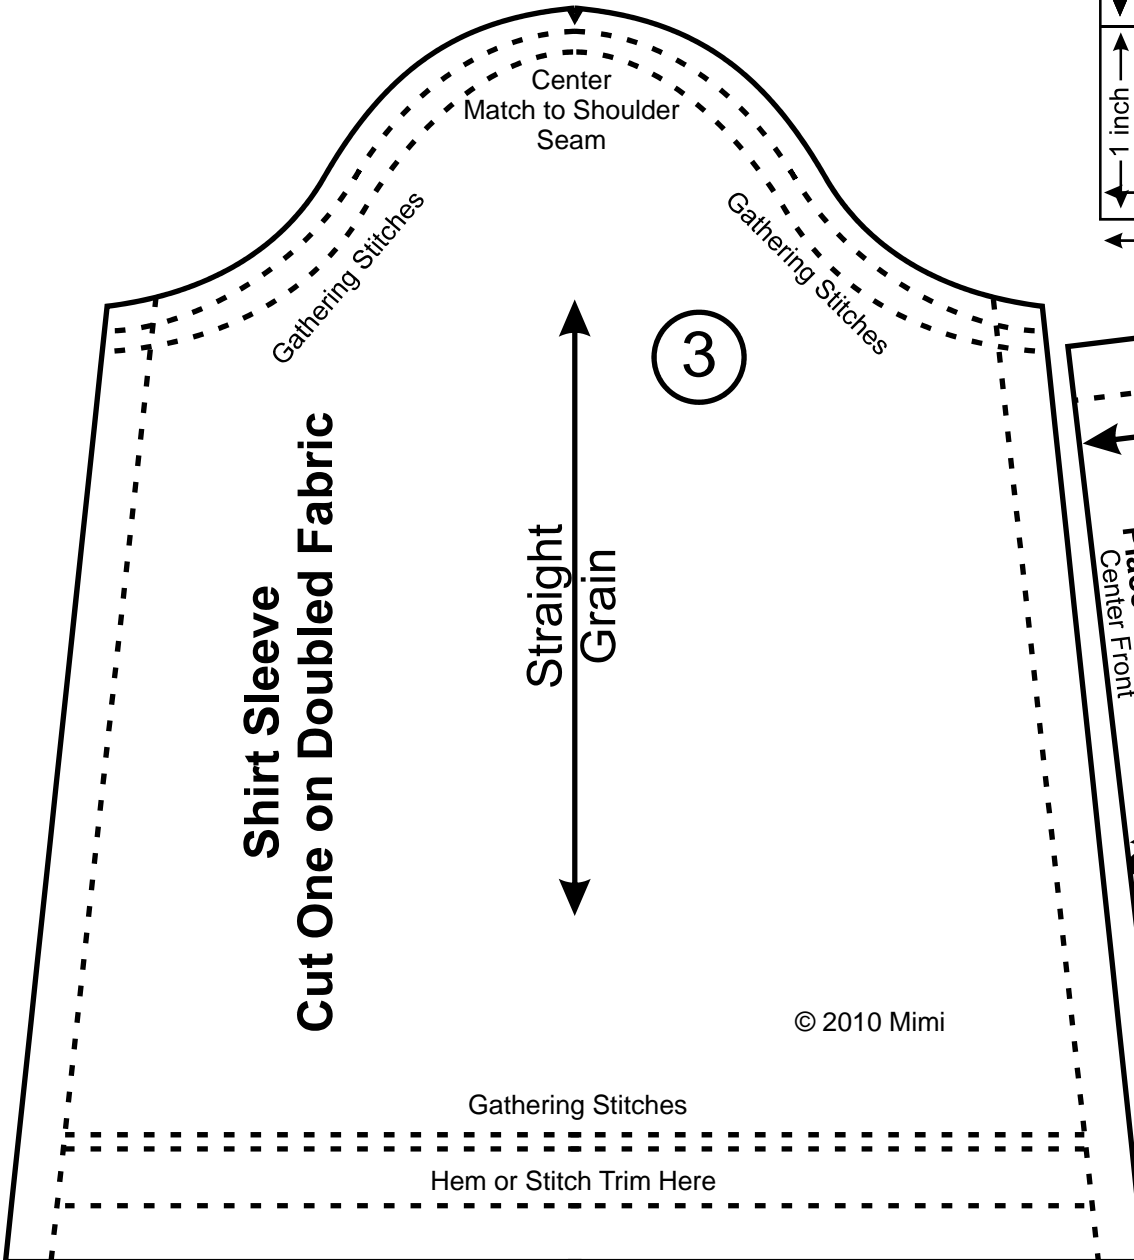 Center
Match to Shoulder
Seam
1 inch
Gathering Stitches
Gathering Stitches
3
Straight
Grain
Shirt Sleeve
Cut One on Doubled Fabric
Center Front
© 2010 Mimi
Gathering Stitches
Hem or Stitch Trim Here